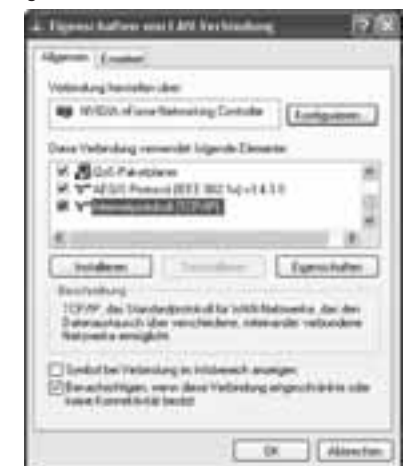 Eigenschaften von LAN-Verbindung
Allgemein Erweitert
Verbindung herstellen über:
NVIDIA nForce Networking Controller
Konfigurieren...
Diese Verbindung verwendet folgende Elemente:
QoS-Paketplaner
AEGIS Protocol (IEEE 802.1x) v3.4.3.0
Internetprotokoll (TCP/IP)
Installieren... Deinstallieren Eigenschaften
Beschreibung
TCP/IP, das Standardprotokoll für WAN-Netzwerke, das den
Datenaustausch über verschiedene, miteinander verbundene
Netzwerke ermöglicht.
Symbol bei Verbindung im Infobereich anzeigen
Benachrichtigen, wenn diese Verbindung eingeschränkte oder
keine Konnektivität besitzt
OK Abbrechen